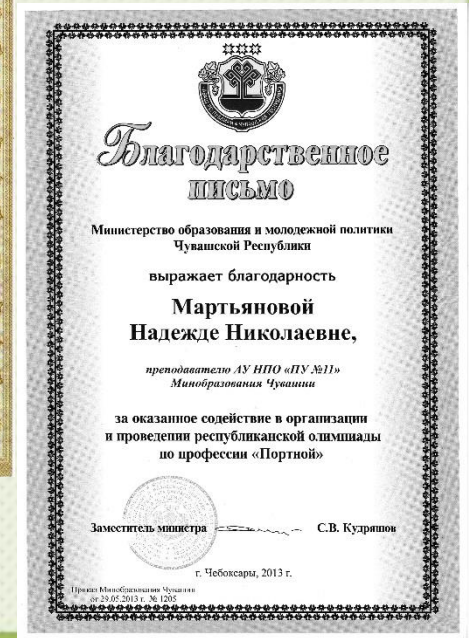 Благодарственное
письмо
Министерство образования и молодежной политики
Чувашской Республики
выражает благодарность
Мартьяновой
Надежде Николаевне,
преподавателю АУ НПО «ПУ №11»
Минобразования Чувашии
за оказанное содействие в организации
и проведении республиканской олимпиады
по профессии «Портной»
Заместитель министра С.В. Кудряшов
г. Чебоксары, 2013 г.
Приказ Минобразования Чувашии
от 29.05.2013 г. № 1205